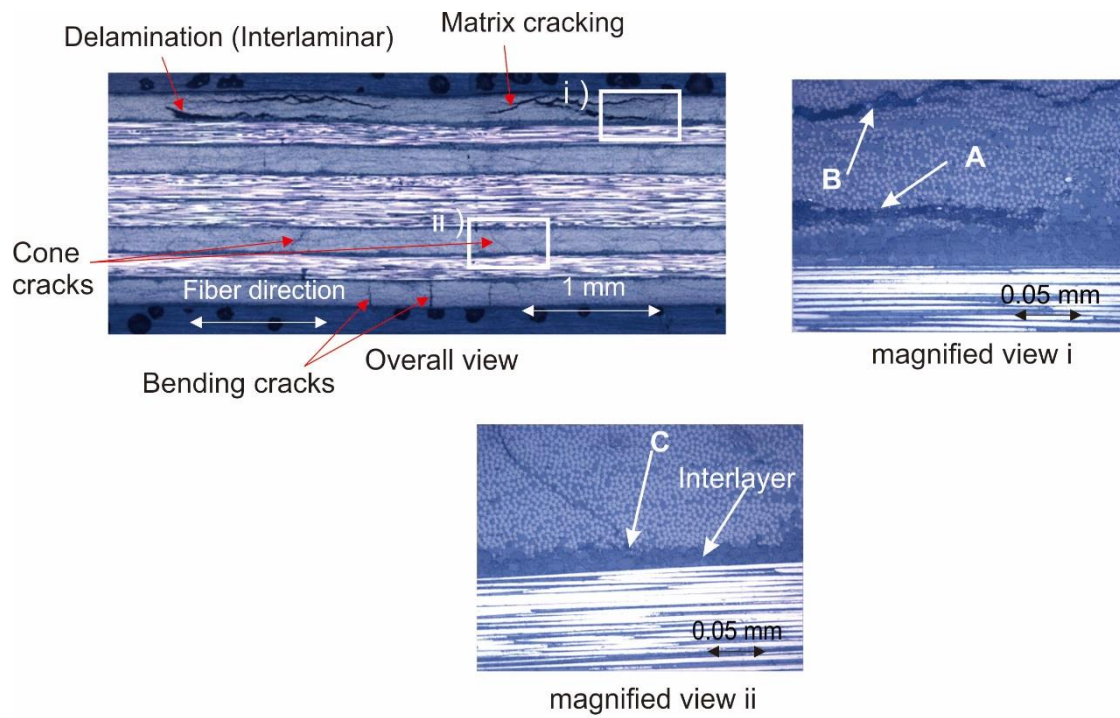 Delamination (Interlaminar)
Matrix cracking
i )
ii )
Cone
cracks
Fiber direction
1 mm
Bending cracks
Overall view
B
A
0.05 mm
magnified view i
C
Interlayer
0.05 mm
magnified view ii